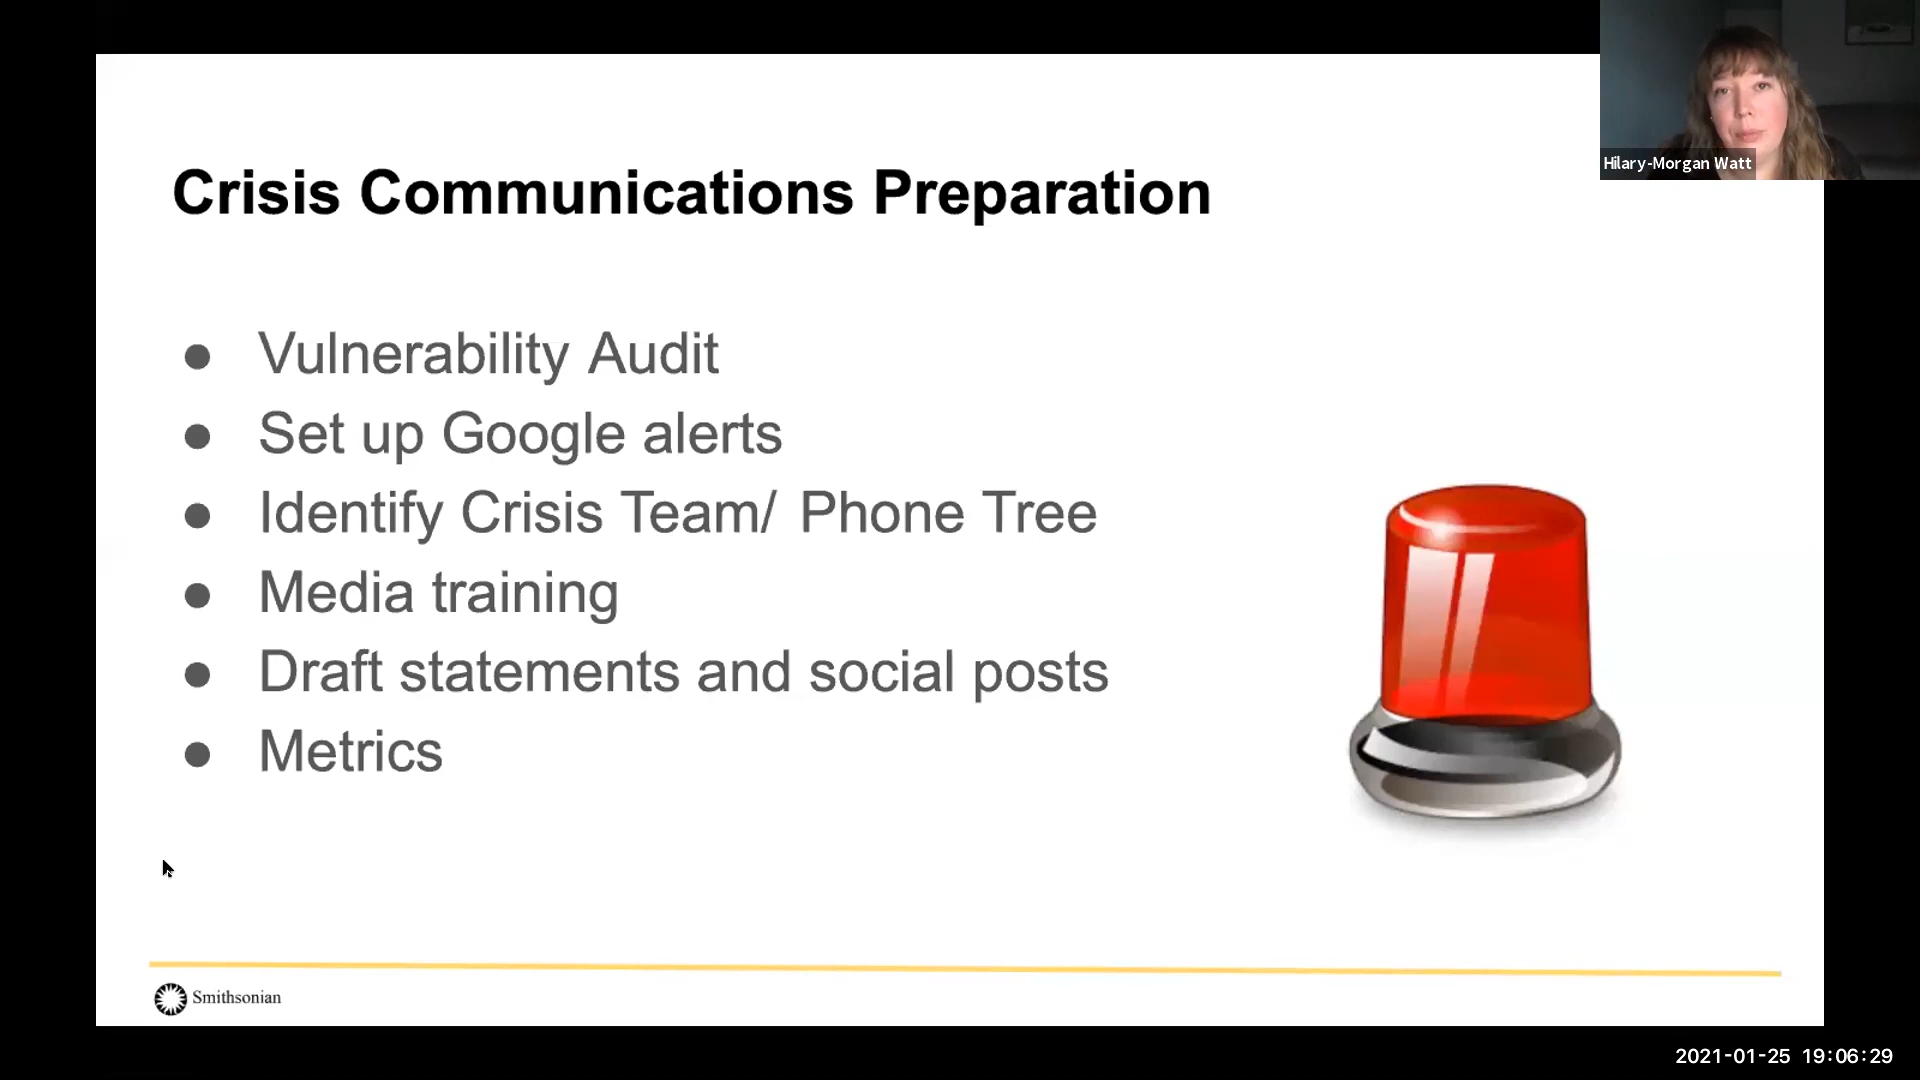 Hilary-Morgan Watt
Crisis Communications Preparation
● Vulnerability Audit
● Set up Google alerts
● Identify Crisis Team/ Phone Tree
● Media training
● Draft statements and social posts
● Metrics
Smithsonian
2021-01-25 19:06:29